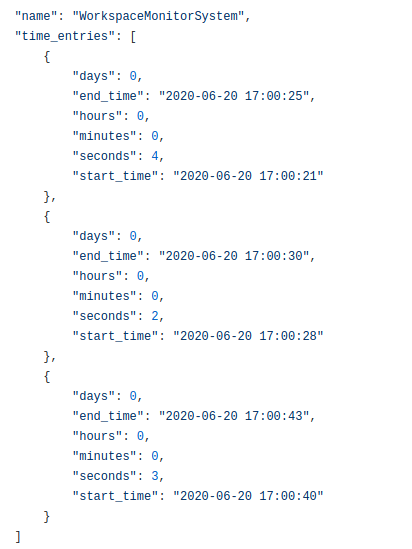 "name": "WorkspaceMonitorSystem",
"time_entries": [
{
"days": 0,
"end_time": "2020-06-20 17:00:25",
"hours": 0,
"minutes": 0,
"seconds": 4,
"start_time": "2020-06-20 17:00:21"
},
{
"days": 0,
"end_time": "2020-06-20 17:00:30",
"hours": 0,
"minutes": 0,
"seconds": 2,
"start_time": "2020-06-20 17:00:28"
},
{
"days": 0,
"end_time": "2020-06-20 17:00:43",
"hours": 0,
"minutes": 0,
"seconds": 3,
"start_time": "2020-06-20 17:00:40"
}
]